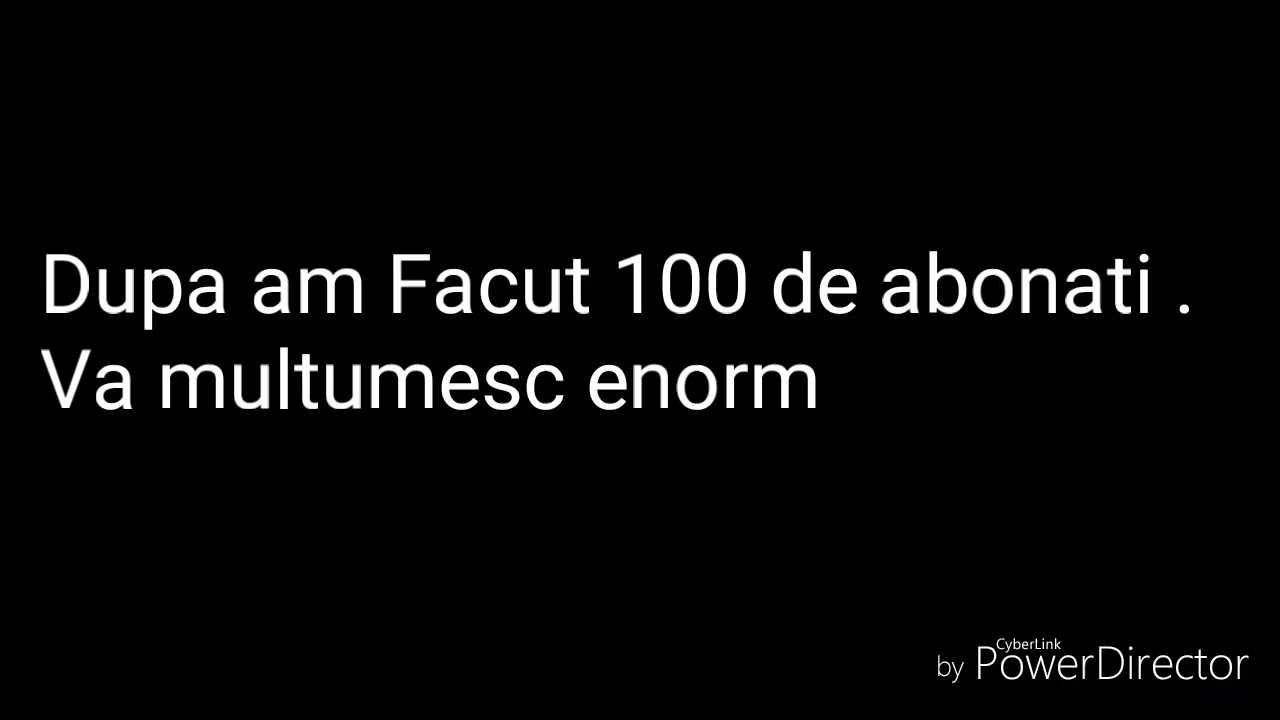 Dupa am Facut 100 de abonati .
Va multumesc enorm
CyberLink
by PowerDirector